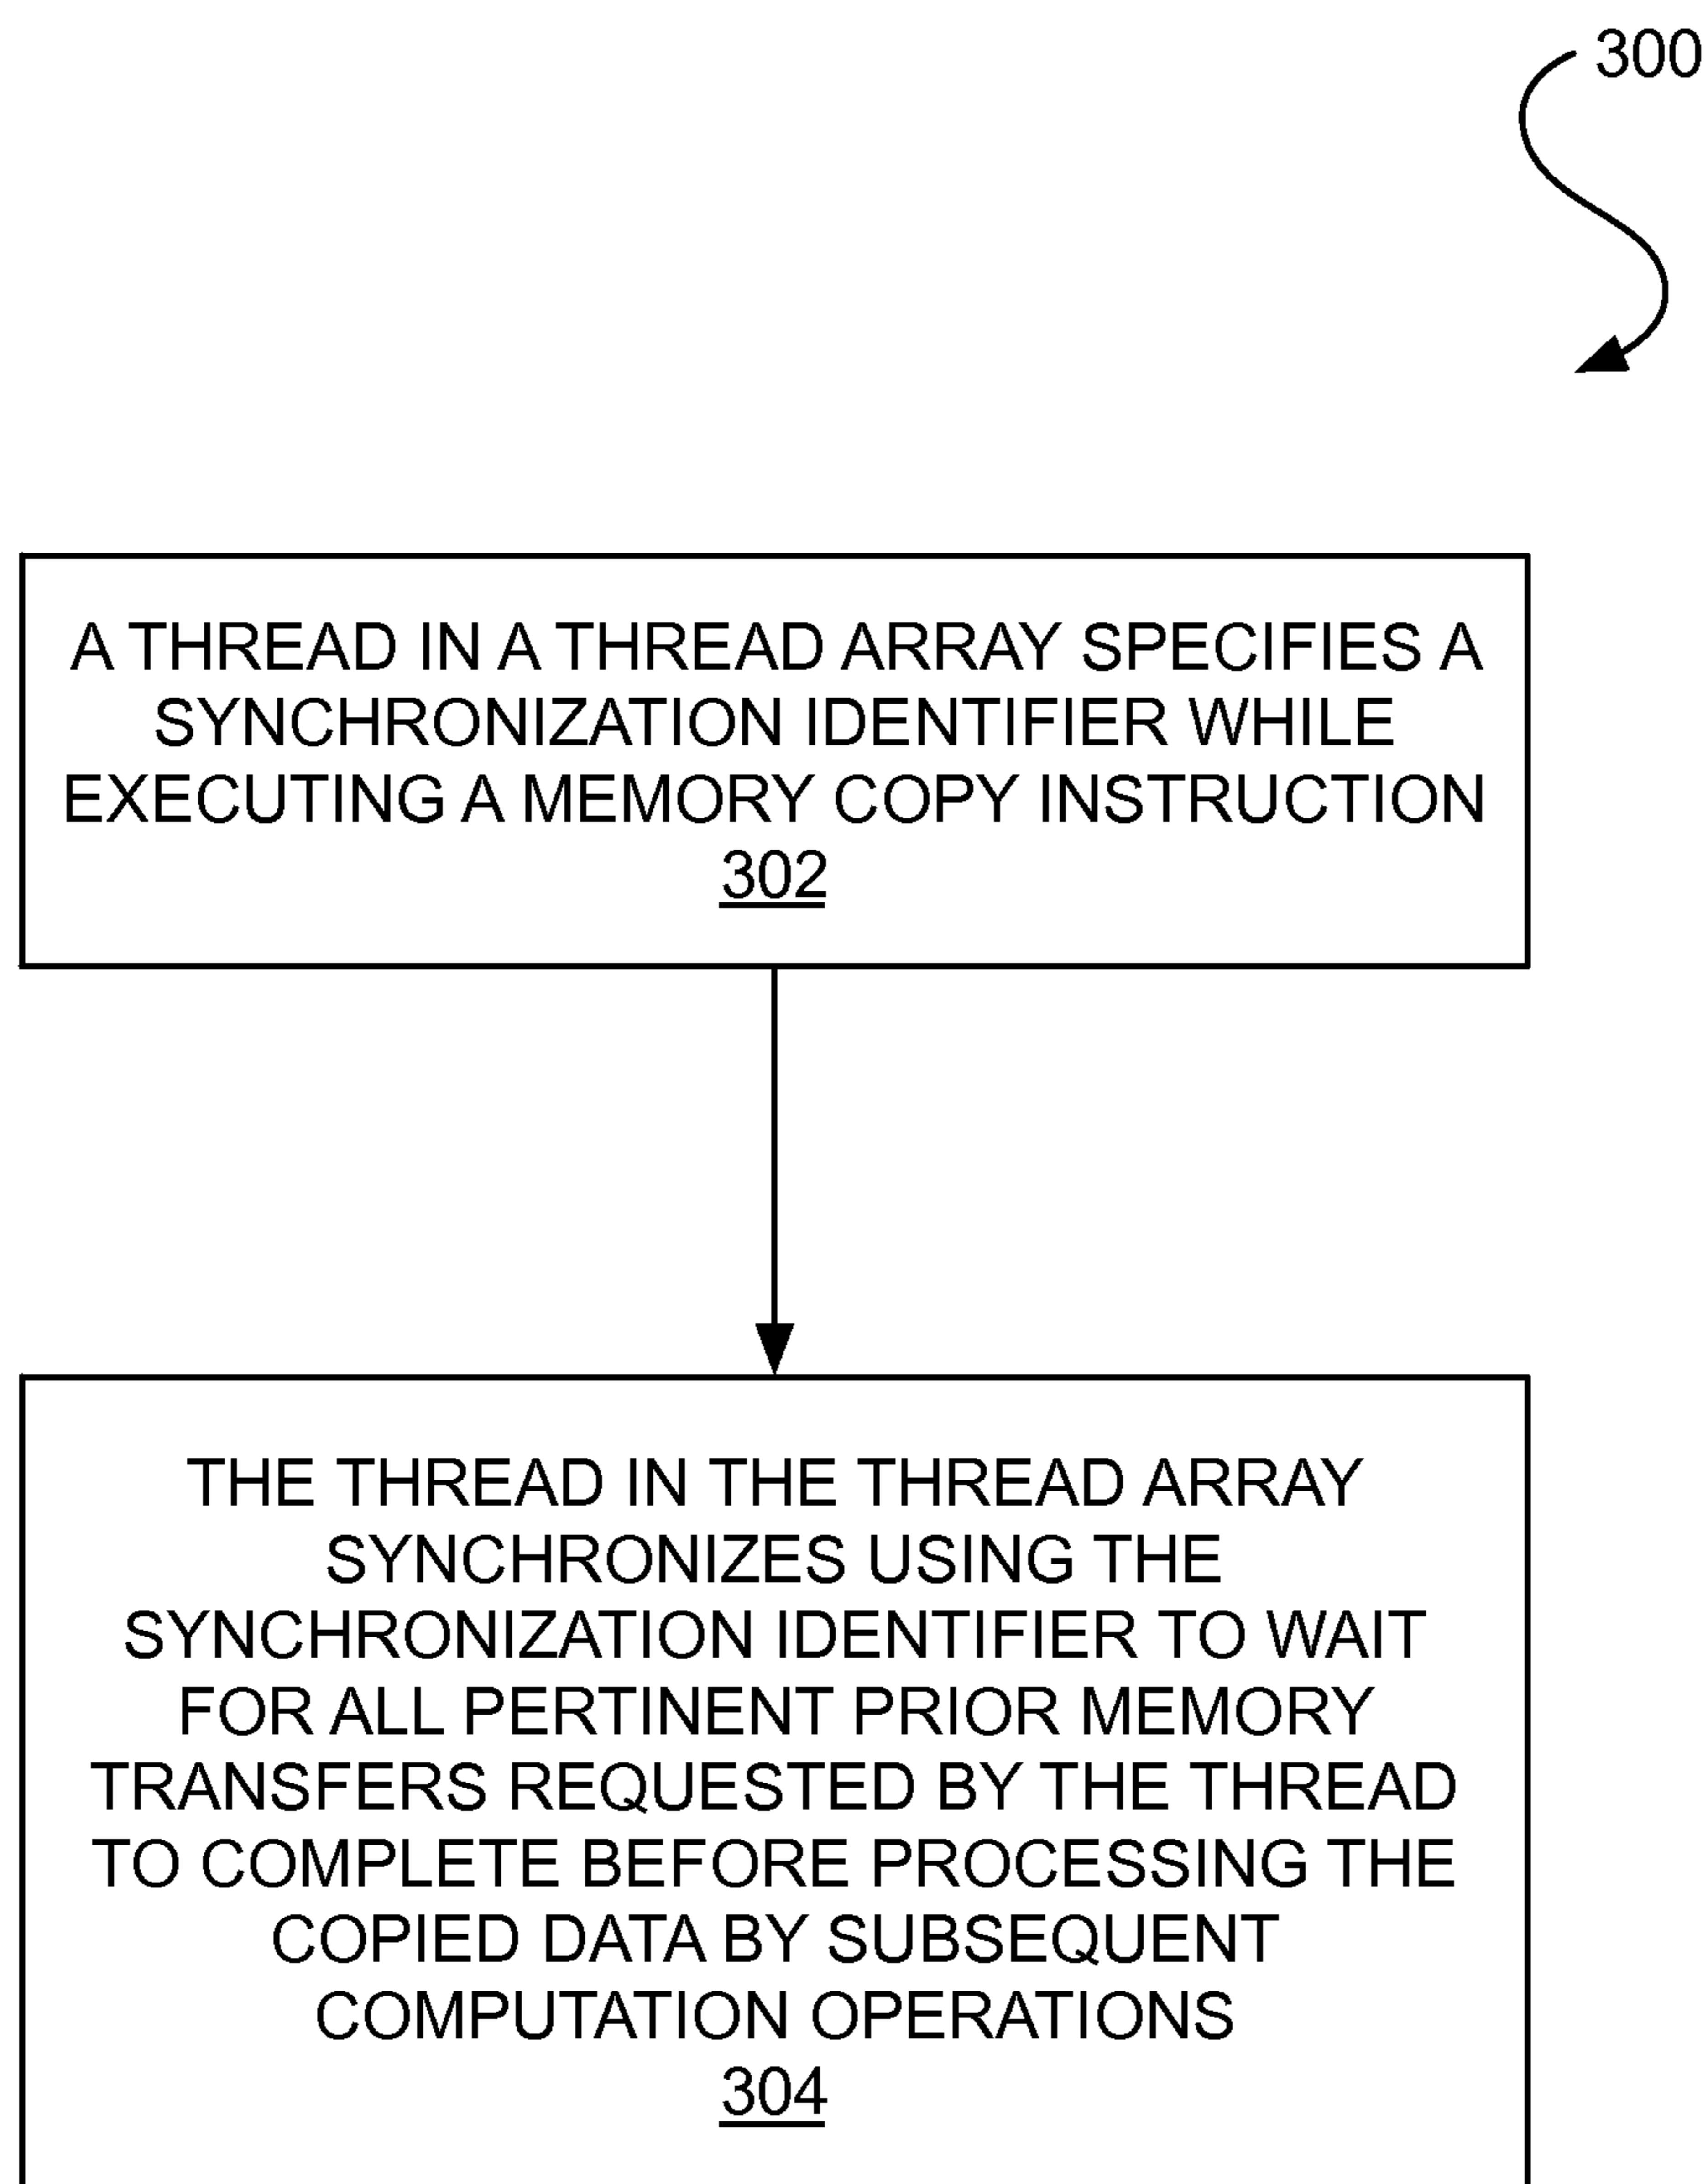 300
A THREAD IN A THREAD ARRAY SPECIFIES A
SYNCHRONIZATION IDENTIFIER WHILE
EXECUTING A MEMORY COPY INSTRUCTION
302
THE THREAD IN THE THREAD ARRAY
SYNCHRONIZES USING THE
SYNCHRONIZATION IDENTIFIER TO WAIT
FOR ALL PERTINENT PRIOR MEMORY
TRANSFERS REQUESTED BY THE THREAD
TO COMPLETE BEFORE PROCESSING THE
COPIED DATA BY SUBSEQUENT
COMPUTATION OPERATIONS
304